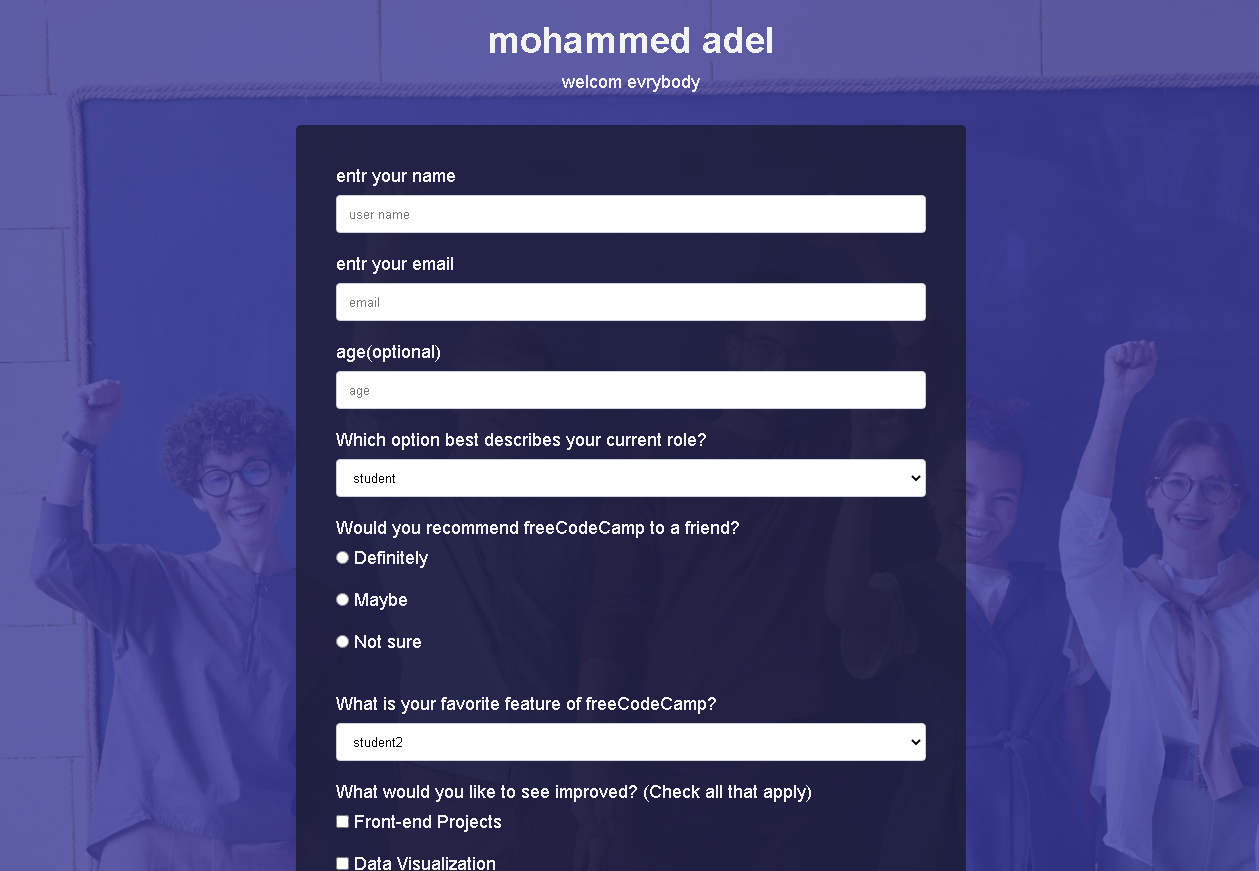 mohammed adel
welcom evrybody
entr your name
user name
entr your email
email
age(optional)
age
Which option best describes your current role?
student
Would you recommend freeCodeCamp to a friend?
Definitely
Maybe
Not sure
What is your favorite feature of freeCodeCamp?
student2
What would you like to see improved? (Check all that apply)
Front-end Projects
Data Visualization